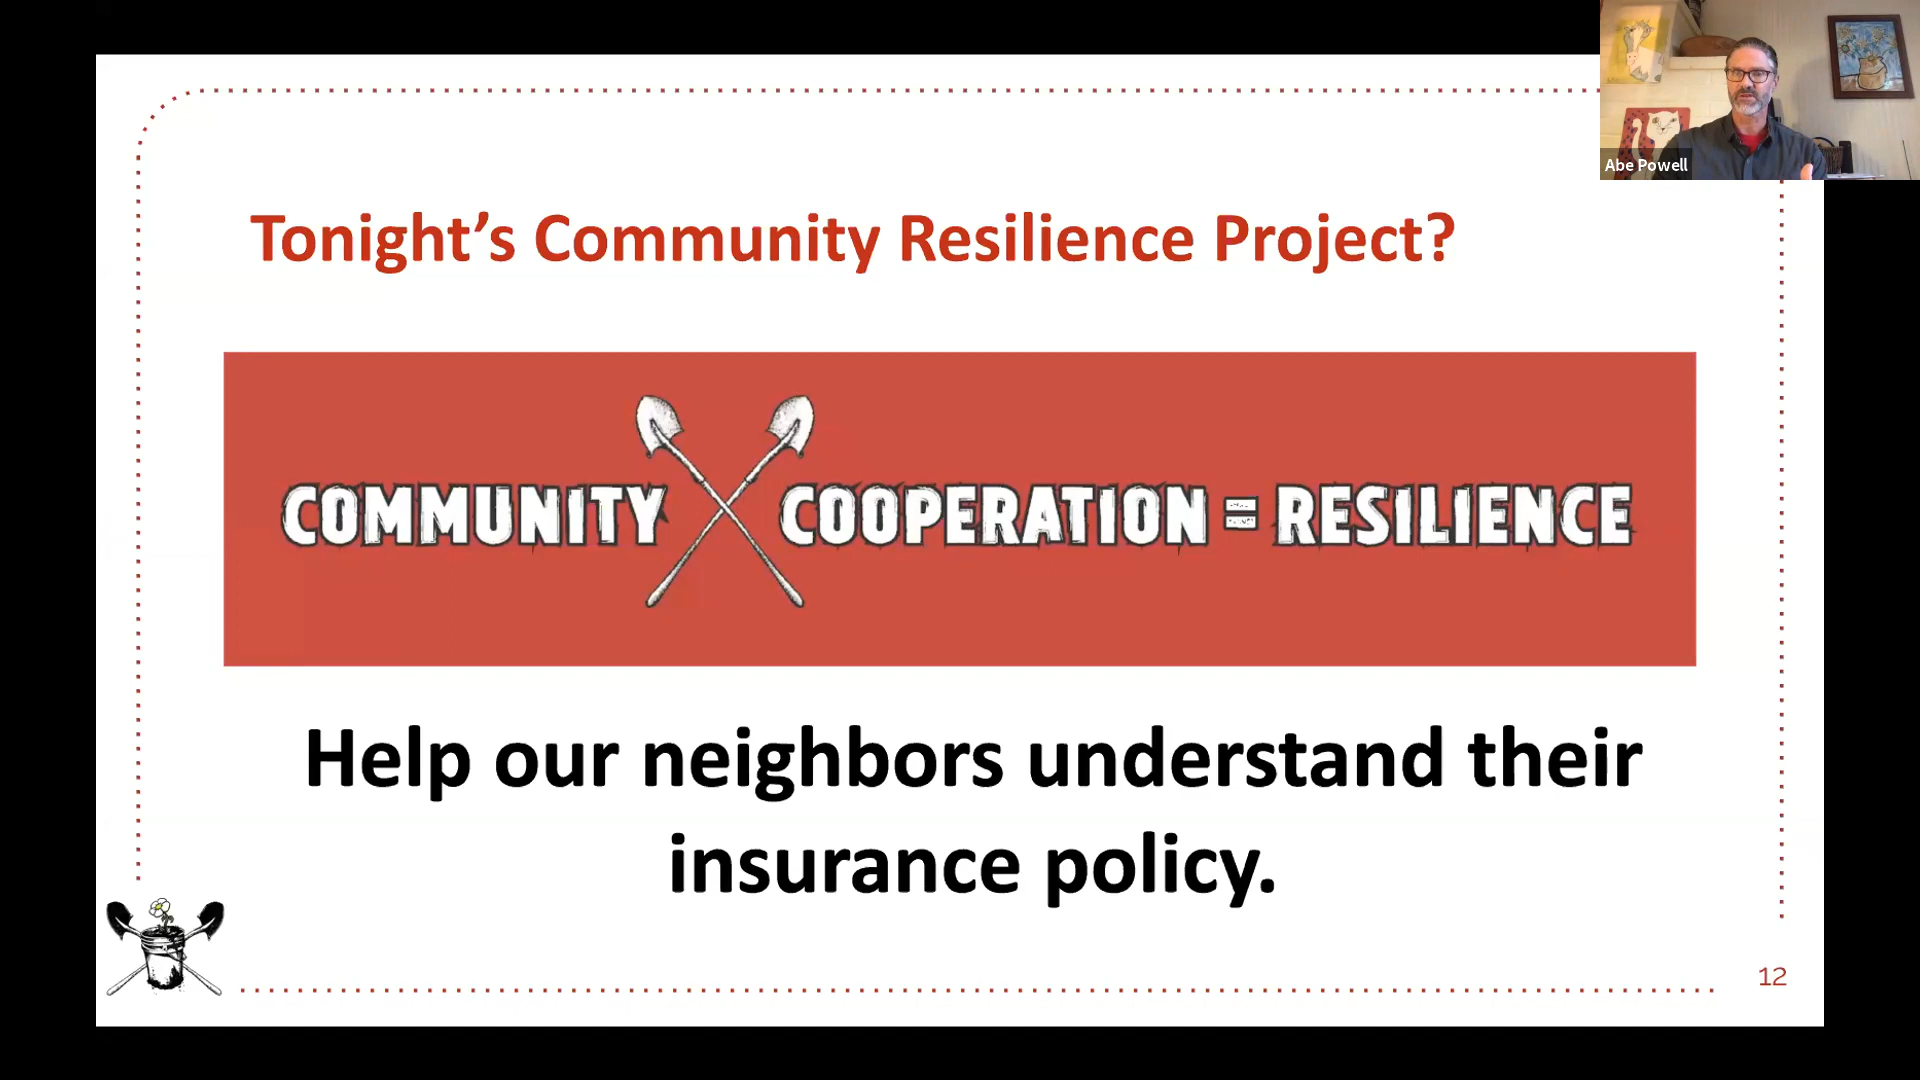 Abe Powell
Tonight’s Community Resilience Project?
COMMUNITY COOPERATION = RESILIENCE
Help our neighbors understand their
insurance policy.
12